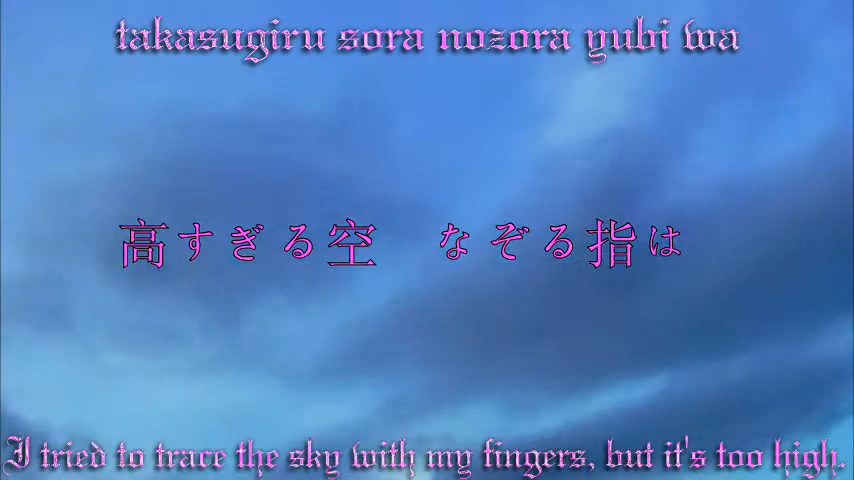 takasugiru sora nozora yubi wa
高すぎる空　なぞる指は
I tried to trace the sky with my fingers, but it's too high.